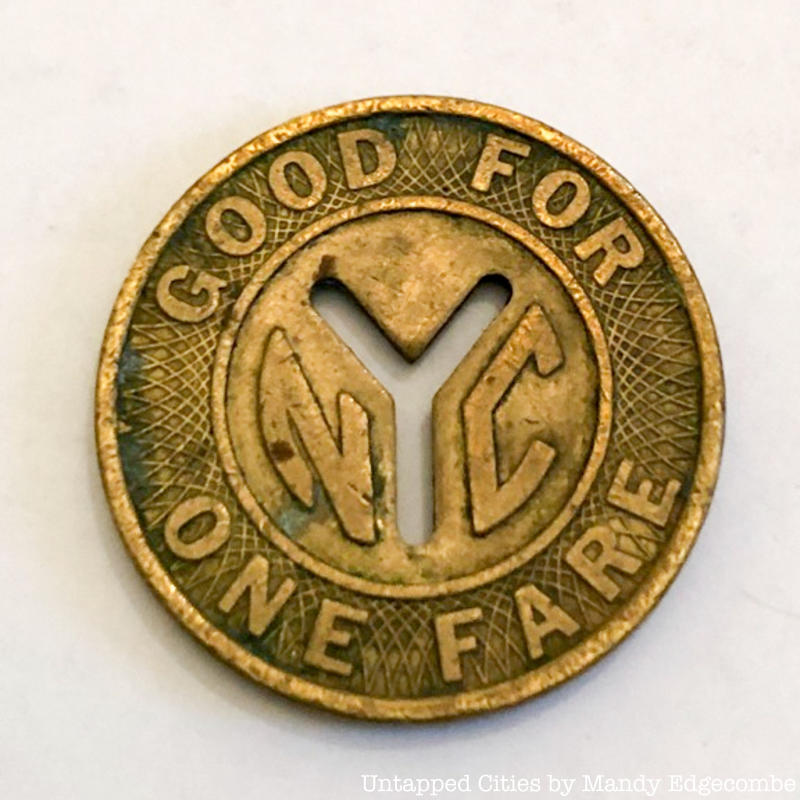 GOOD FOR
NYC
ONE FARE
Untapped Cities by Mandy Edgecombe